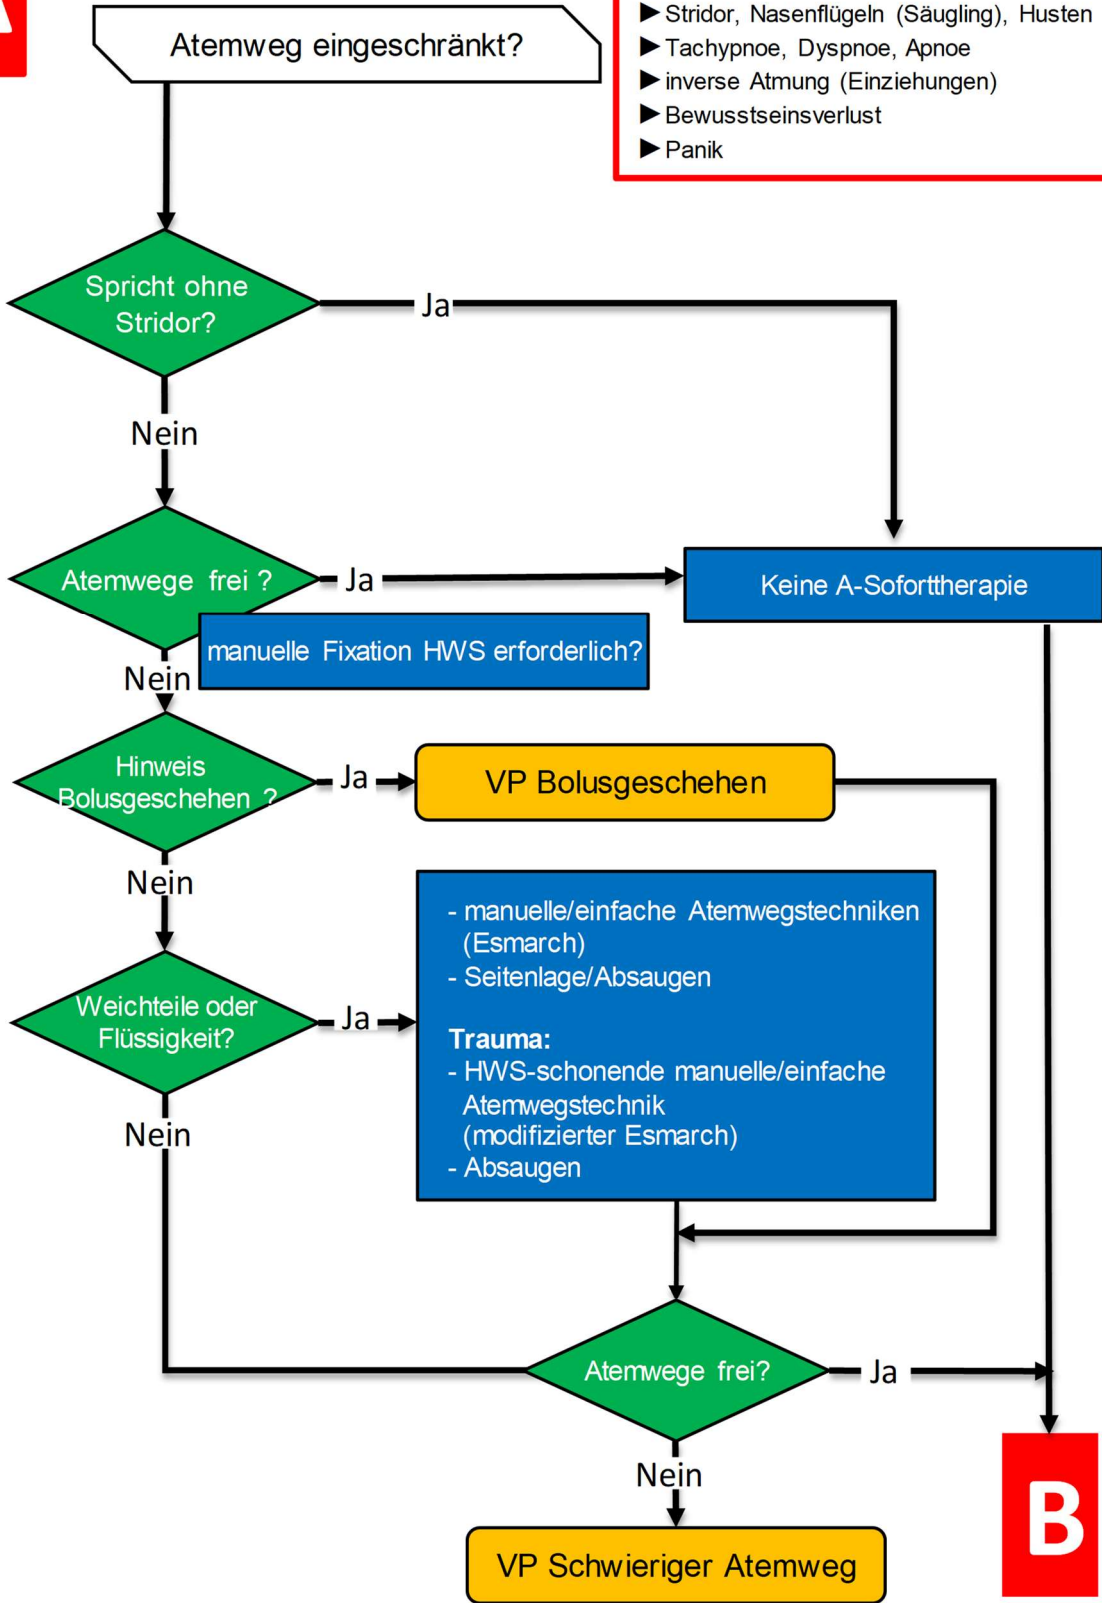 Atemweg eingeschränkt?
► Stridor, Nasenflügeln (Säugling), Husten
► Tachypnoe, Dyspnoe, Apnoe
► inverse Atmung (Einziehungen)
► Bewusstseinsverlust
► Panik
Spricht ohne
Stridor?
Ja
Nein
Atemwege frei ?
Ja
Keine A-Soforttherapie
manuelle Fixation HWS erforderlich?
Nein
Hinweis
Bolusgeschehen ?
Ja
VP Bolusgeschehen
Nein
- manuelle/einfache Atemwegstechniken
(Esmarch)
- Seitenlage/Absaugen
Weichteile oder
Flüssigkeit?
Ja
Trauma:
- HWS-schonende manuelle/einfache
Atemwegstechnik
(modifizierter Esmarch)
- Absaugen
Nein
Atemwege frei?
Ja
Nein
B
VP Schwieriger Atemweg